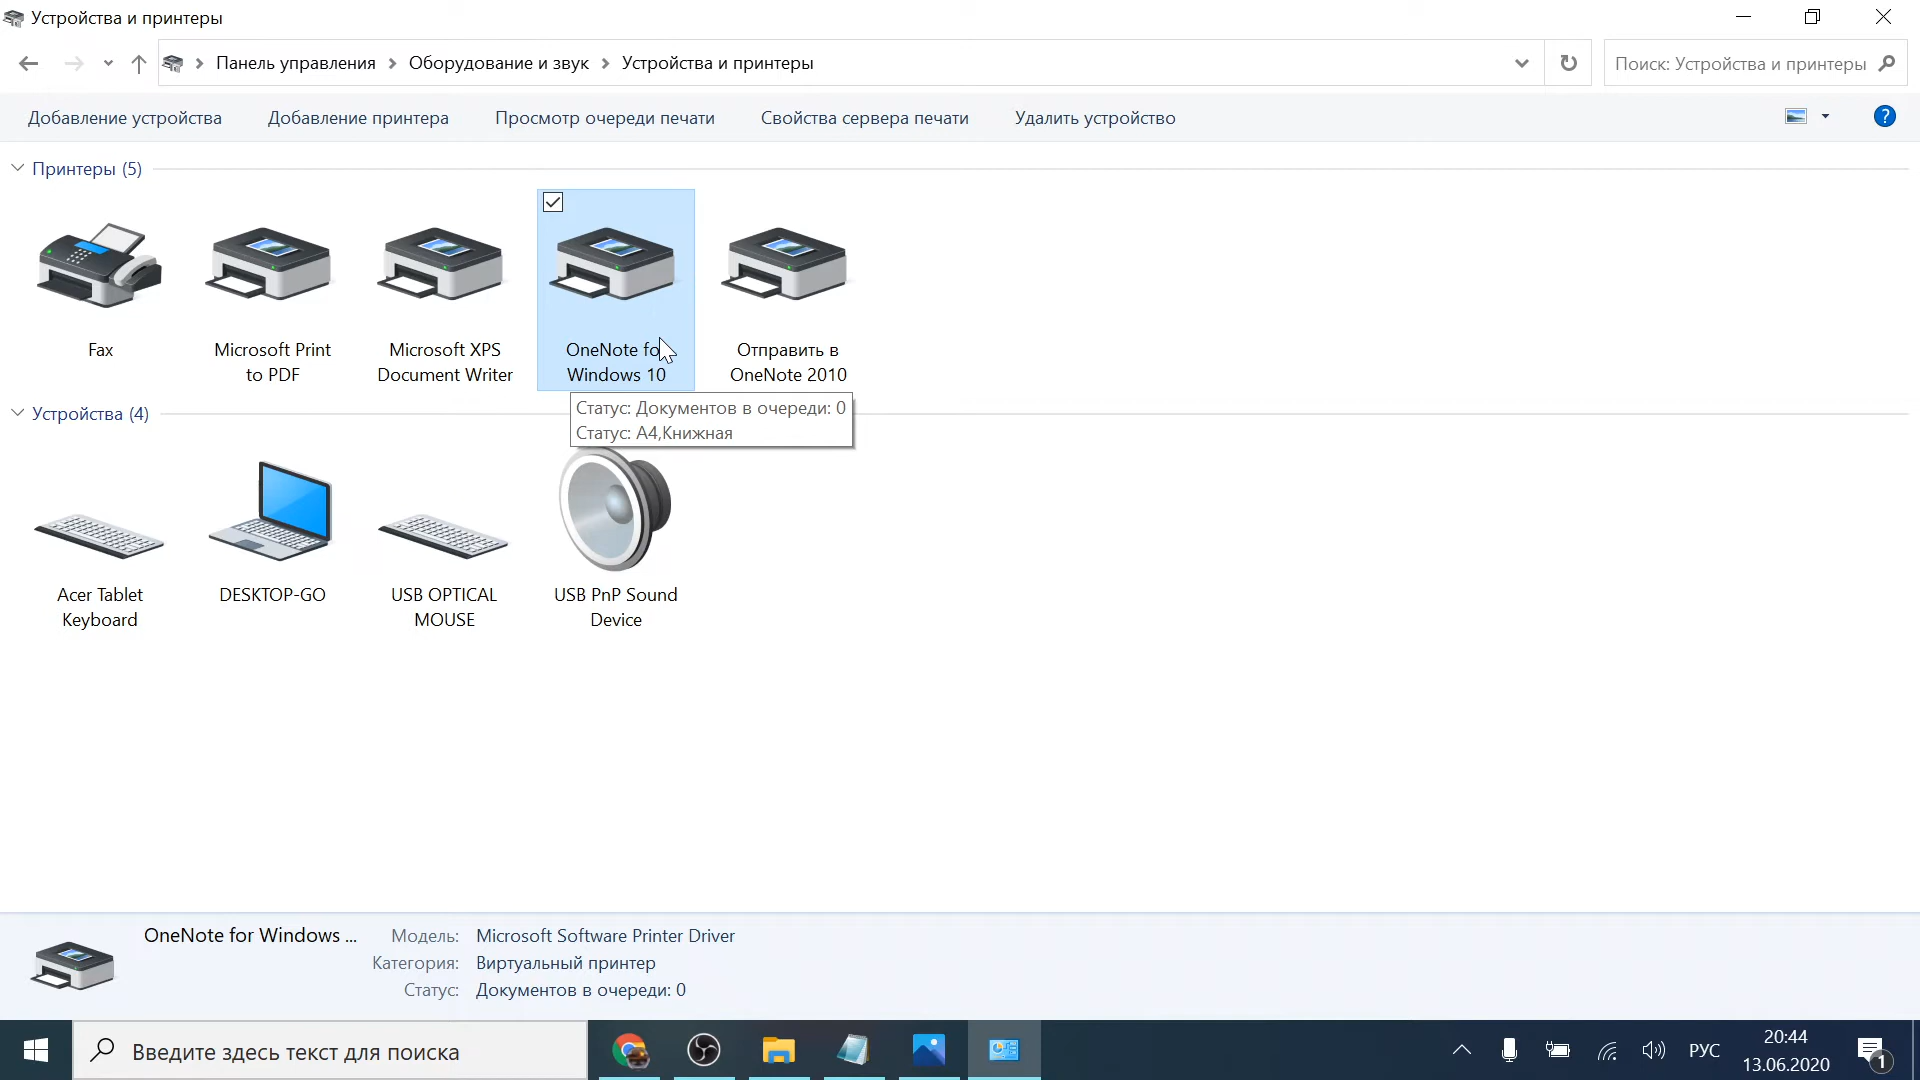 Устройства и принтеры
Панель управления Оборудование и звук Устройства и принтеры
Поиск: Устройства и принтеры
Добавление устройства Добавление принтера Просмотр очереди печати Свойства сервера печати Удалить устройство
?
Принтеры (5)
Fax
Microsoft Print
to PDF
Microsoft XPS
Document Writer
OneNote fo
Windows 10
Отправить в
OneNote 2010
Статус: Документов в очереди: 0
Статус: A4,Книжная
Устройства (4)
Acer Tablet
Keyboard
DESKTOP-GO
USB OPTICAL
MOUSE
USB PnP Sound
Device
OneNote for Windows ...
Модель: Microsoft Software Printer Driver
Категория: Виртуальный принтер
Статус: Документов в очереди: 0
Введите здесь текст для поиска
РУС
20:44
13.06.2020
1